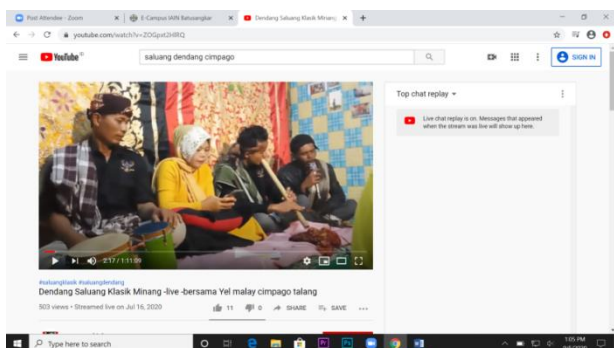 Post Attendee - Zoom
E-Campus IAIN Batusangkar
Dendang Saluang Klasik Minang
youtube.com/watch?v=ZOGpxt2HIRQ
YouTube
saluang dendang cimpago
SIGN IN
Top chat replay
Live chat replay is on. Messages that appeared
when the stream was live will show up here.
2:17 / 1:11:09
#saluangklasik #saluangdendang
Dendang Saluang Klasik Minang -live -bersama Yel malay cimpago talang
503 views • Streamed live on Jul 16, 2020
11
0
SHARE
SAVE
Type here to search
1:05 PM